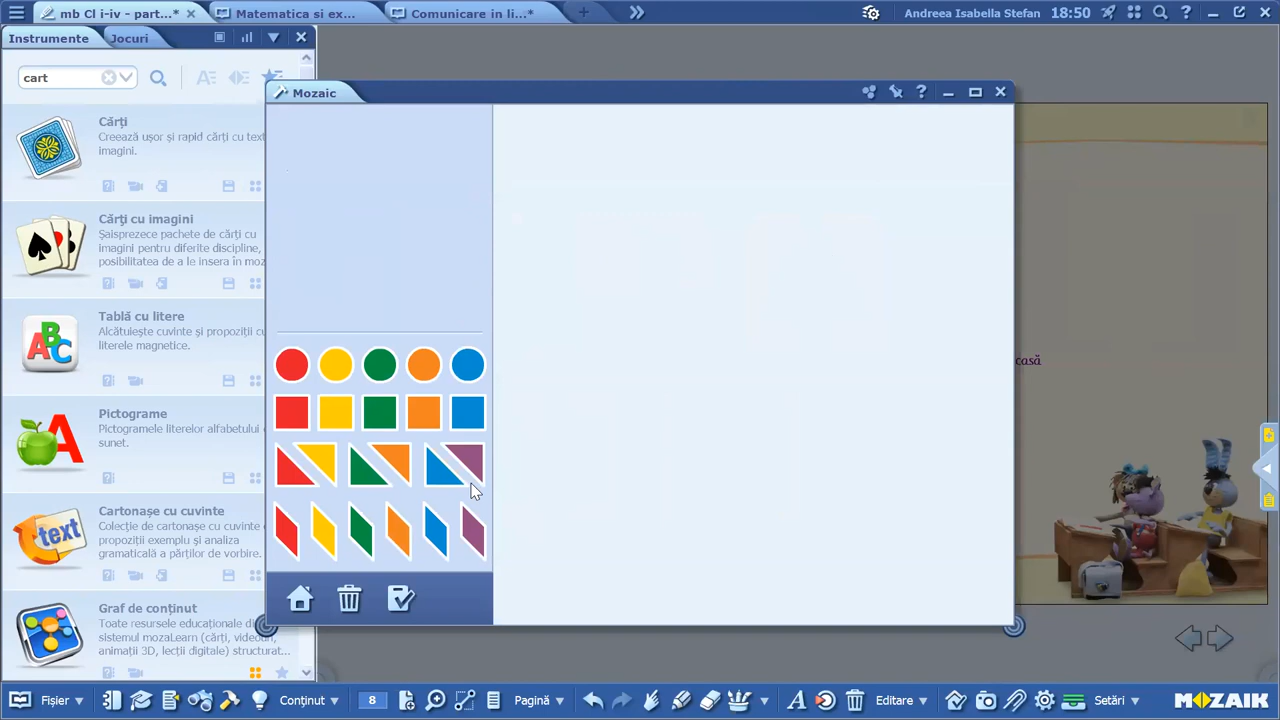 mb Cl i-iv - part...*
Matematica si ex...
Comunicare in li...*
Andreea Isabella Stefan
18:50
Instrumente
Jocuri
cart
Cărți
Creează ușor și rapid cărți cu text
imagini.
Cărți cu imagini
Șaisprezece pachete de cărți cu
imagini pentru diferite discipline,
posibilitatea de a le insera în moz
Tablă cu litere
Alcătuiește cuvinte și propoziții cu
literele magnetice.
ABC
Pictograme
Pictogramele literelor alfabetului
sunet.
A
Cartonașe cu cuvinte
Colecție de cartonașe cu cuvinte
propoziții exemplu și analiza
gramaticală a părților de vorbire.
text
Graf de conținut
Toate resursele educaționale di
sistemul mozaLearn (cărți, videouri,
animații 3D, lecții digitale) structurat...
Mozaic
casă
Fișier
Conținut
8
Pagină
Editare
Setări
MOZAIK